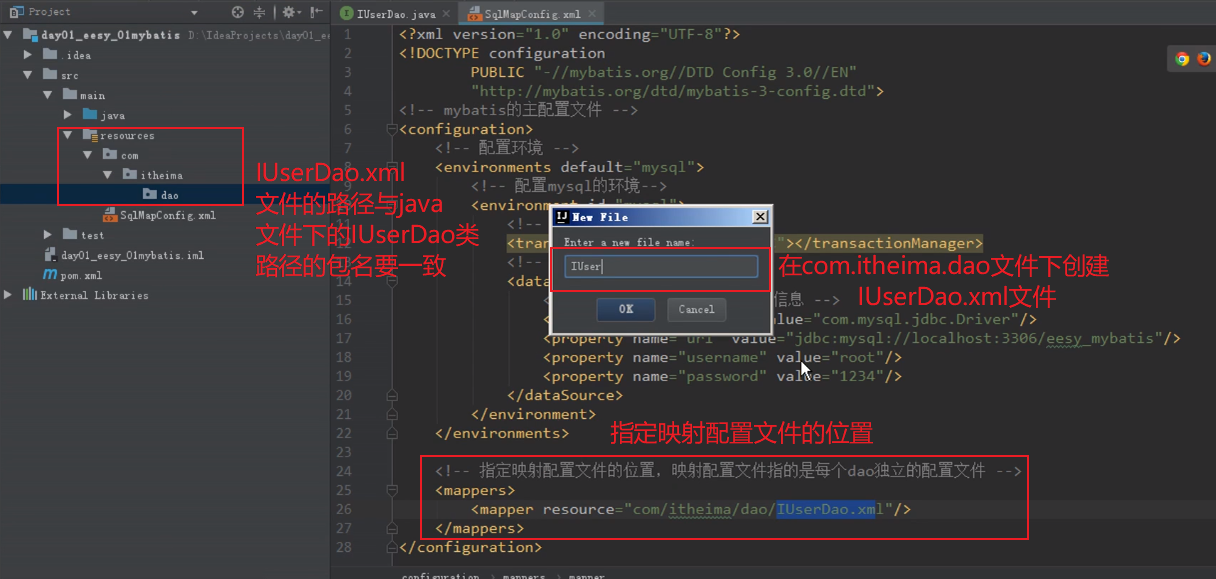 Project
IUserDao.java
SqlMapConfig.xml
day01_eesy_01mybatis D:\IdeaProjects\day01_ee
.idea
src
main
java
resources
com
itheima
dao
SqlMapConfig.xml
test
day01_eesy_01mybatis.iml
pom.xml
External Libraries
IUserDao.xml
文件的路径与java
文件下的IUserDao类
路径的包名要一致
1 <?xml version="1.0" encoding="UTF-8"?>
2 <!DOCTYPE configuration
3 PUBLIC "-//mybatis.org//DTD Config 3.0//EN"
4 "http://mybatis.org/dtd/mybatis-3-config.dtd">
5 <!-- mybatis的主配置文件 -->
6 <configuration>
7 <!-- 配置环境 -->
8 <environments default="mysql">
9 <!-- 配置mysql的环境-->
<environment id="mysql">
<!--
<tran "></transactionManager>
<!--
<da
New File
Enter a new file name:
IUser
OK
Cancel
在com.itheima.dao文件下创建
IUserDao.xml文件
15 信息 -->
16 value="com.mysql.jdbc.Driver"/>
17 <property name="url" value="jdbc:mysql://localhost:3306/eesy_mybatis"/>
18 <property name="username" value="root"/>
19 <property name="password" value="1234"/>
20 </dataSource>
21 </environment>
22 </environments>
指定映射配置文件的位置
23
24 <!-- 指定映射配置文件的位置，映射配置文件指的是每个dao独立的配置文件 -->
25 <mappers>
26 <mapper resource="com/itheima/dao/IUserDao.xml"/>
27 </mappers>
28 </configuration>
configuration mappers mapper